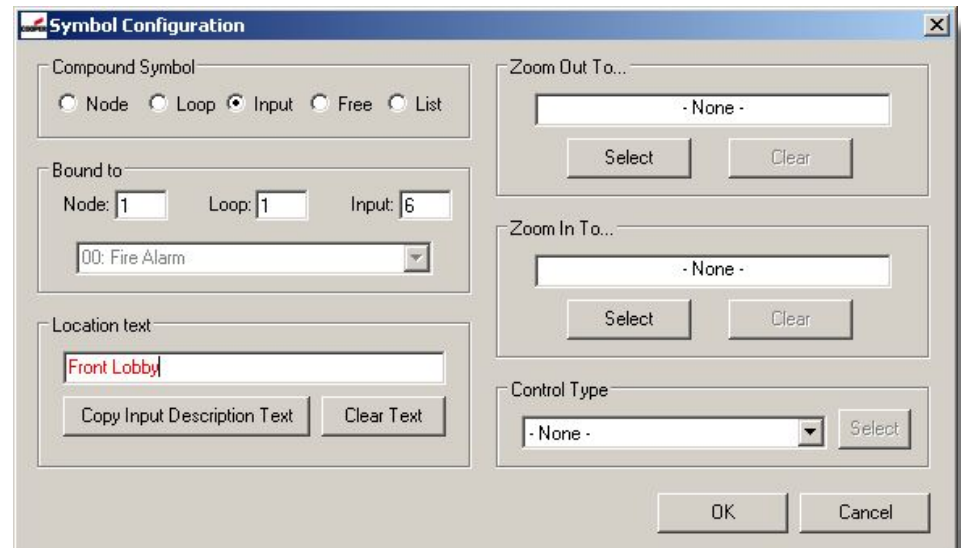 COOPER Symbol Configuration
Compound Symbol
Node Loop Input Free List
Bound to
Node: 1 Loop: 1 Input: 6
00: Fire Alarm
Location text
Front Lobby
Copy Input Description Text Clear Text
Zoom Out To...
- None -
Select Clear
Zoom In To...
- None -
Select Clear
Control Type
- None - Select
OK Cancel